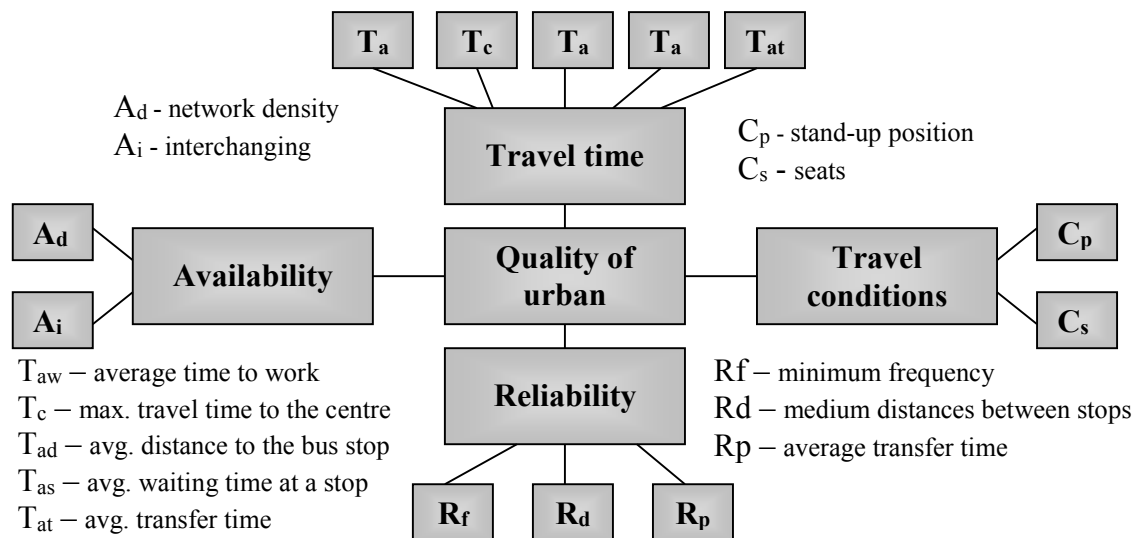 Ta Tc Ta Ta Tat
Ad - network density
Ai - interchanging
Travel time
Cp - stand-up position
Cs - seats
Ad
Ai
Availability
Quality of
urban
Travel
conditions
Cp
Cs
Taw – average time to work
Tc – max. travel time to the centre
Tad – avg. distance to the bus stop
Tas – avg. waiting time at a stop
Tat – avg. transfer time
Reliability
Rf – minimum frequency
Rd – medium distances between stops
Rp – average transfer time
Rf Rd Rp